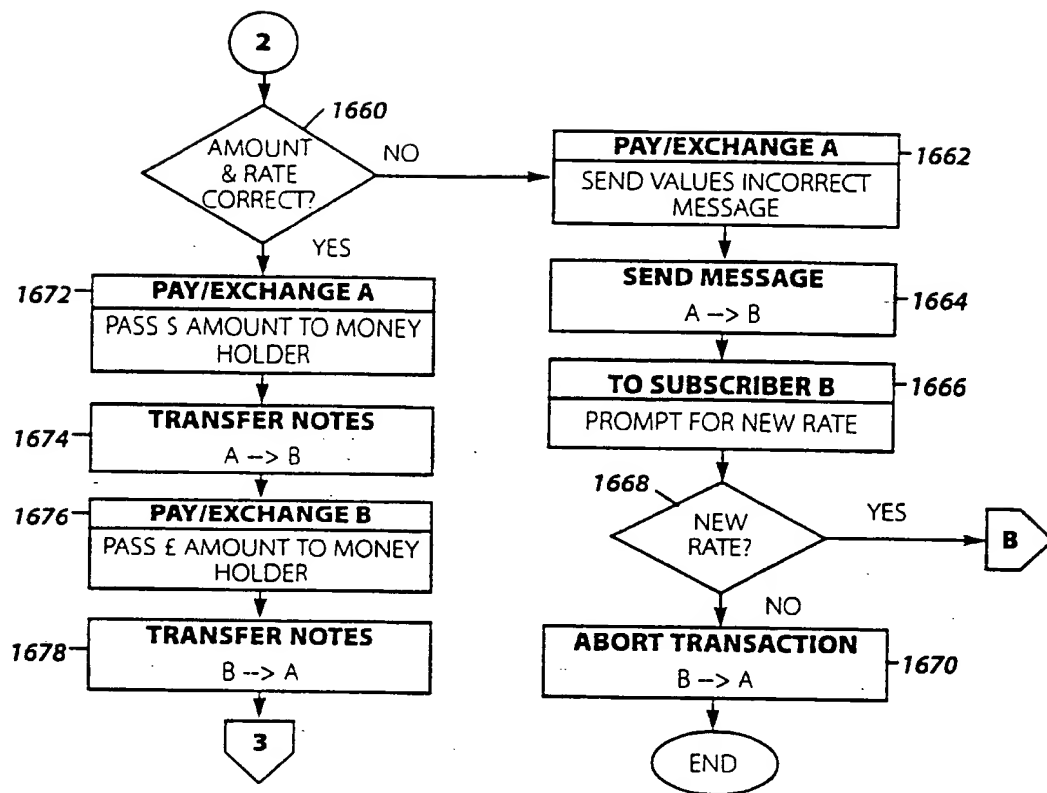 2
1660
AMOUNT
& RATE
CORRECT?
NO
YES
PAY/EXCHANGE A
1662
SEND VALUES INCORRECT
MESSAGE
SEND MESSAGE
A --> B
1664
TO SUBSCRIBER B
1666
PROMPT FOR NEW RATE
1668
NEW
RATE?
YES
B
NO
ABORT TRANSACTION
B --> A
1670
END
1672
PAY/EXCHANGE A
PASS S AMOUNT TO MONEY
HOLDER
TRANSFER NOTES
1674
A --> B
1676
PAY/EXCHANGE B
PASS £ AMOUNT TO MONEY
HOLDER
TRANSFER NOTES
1678
B --> A
3